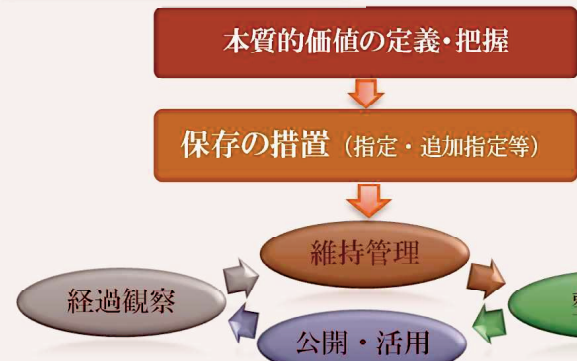 本質的価値の定義・把握
保存の措置(指定・追加指定等)
維持管理
経過観察
公開・活用